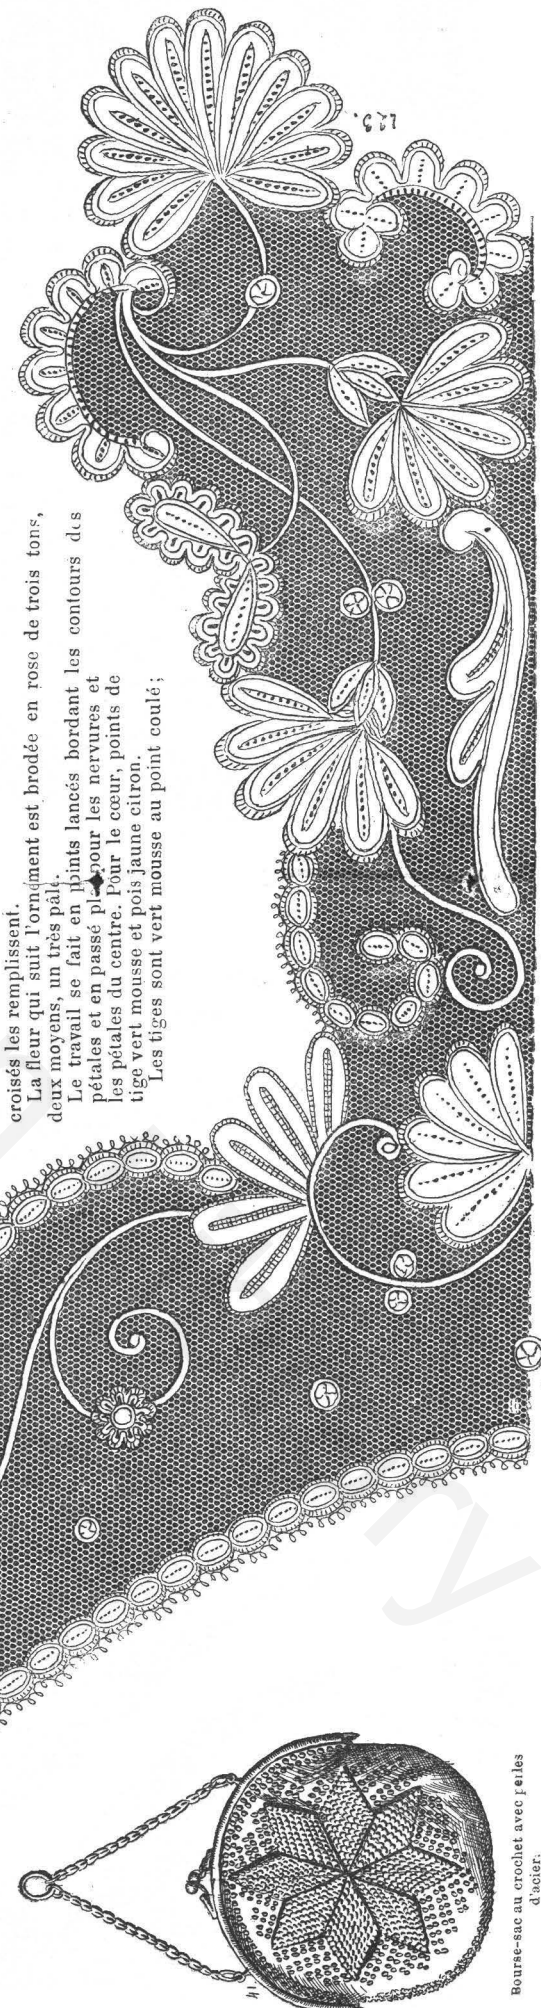 croisés les remplissent.
La fleur qui suit l'ornement est brodée en rose de trois tons,
deux moyens, un très pâle.
Le travail se fait en points lancés bordant les contours des
pétales et en passé plat pour les nervures et
les pétales du centre. Pour le cœur, points de
tige vert mousse et pois jaune citron.
Les tiges sont vert mousse au point coulé;
Bourse-sac au crochet avec perles
d'acier.